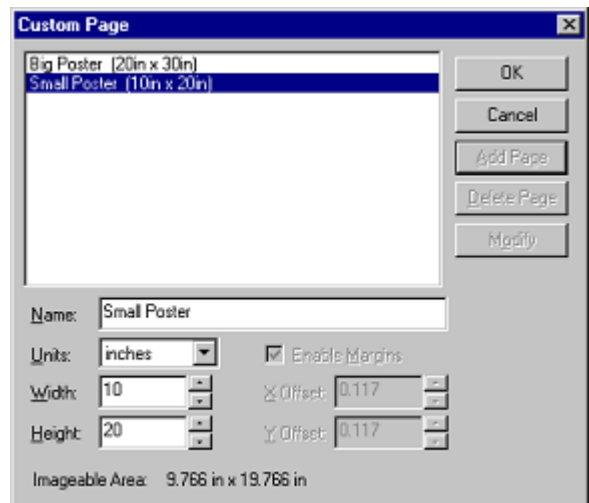 Custom Page
Big Poster (20in x 30in)
Small Poster (10in x 20in)
OK
Cancel
Add Page
Delete Page
Modify
Name: Small Poster
Units: inches
Enable Margins
Width: 10
X Offset: 0.117
Height: 20
Y Offset: 0.117
Imageable Area: 9.766 in x 19.766 in